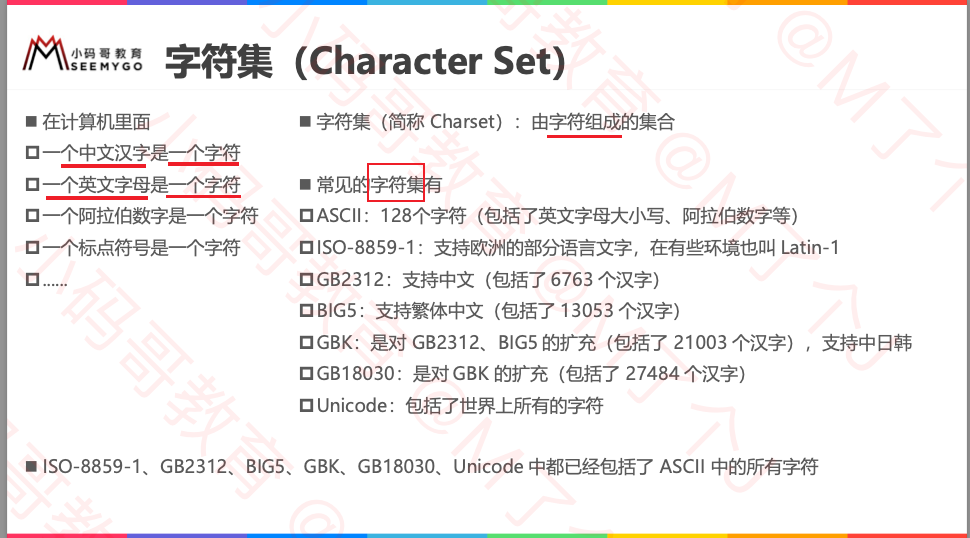 小码哥教育
SEEMYGO
字符集（Character Set）
■ 在计算机里面
一个中文汉字是一个字符
一个英文字母是一个字符
一个阿拉伯数字是一个字符
一个标点符号是一个字符
......
■ 字符集（简称 Charset）：由字符组成的集合
■ 常见的字符集有
ASCII：128个字符（包括了英文字母大小写、阿拉伯数字等）
ISO-8859-1：支持欧洲的部分语言文字，在有些环境也叫 Latin-1
GB2312：支持中文（包括了 6763 个汉字）
BIG5：支持繁体中文（包括了 13053 个汉字）
GBK：是对 GB2312、BIG5 的扩充（包括了 21003 个汉字），支持中日韩
GB18030：是对 GBK 的扩充（包括了 27484 个汉字）
Unicode：包括了世界上所有的字符
■ ISO-8859-1、GB2312、BIG5、GBK、GB18030、Unicode 中都已经包括了 ASCII 中的所有字符
小码哥教育 @M了个J